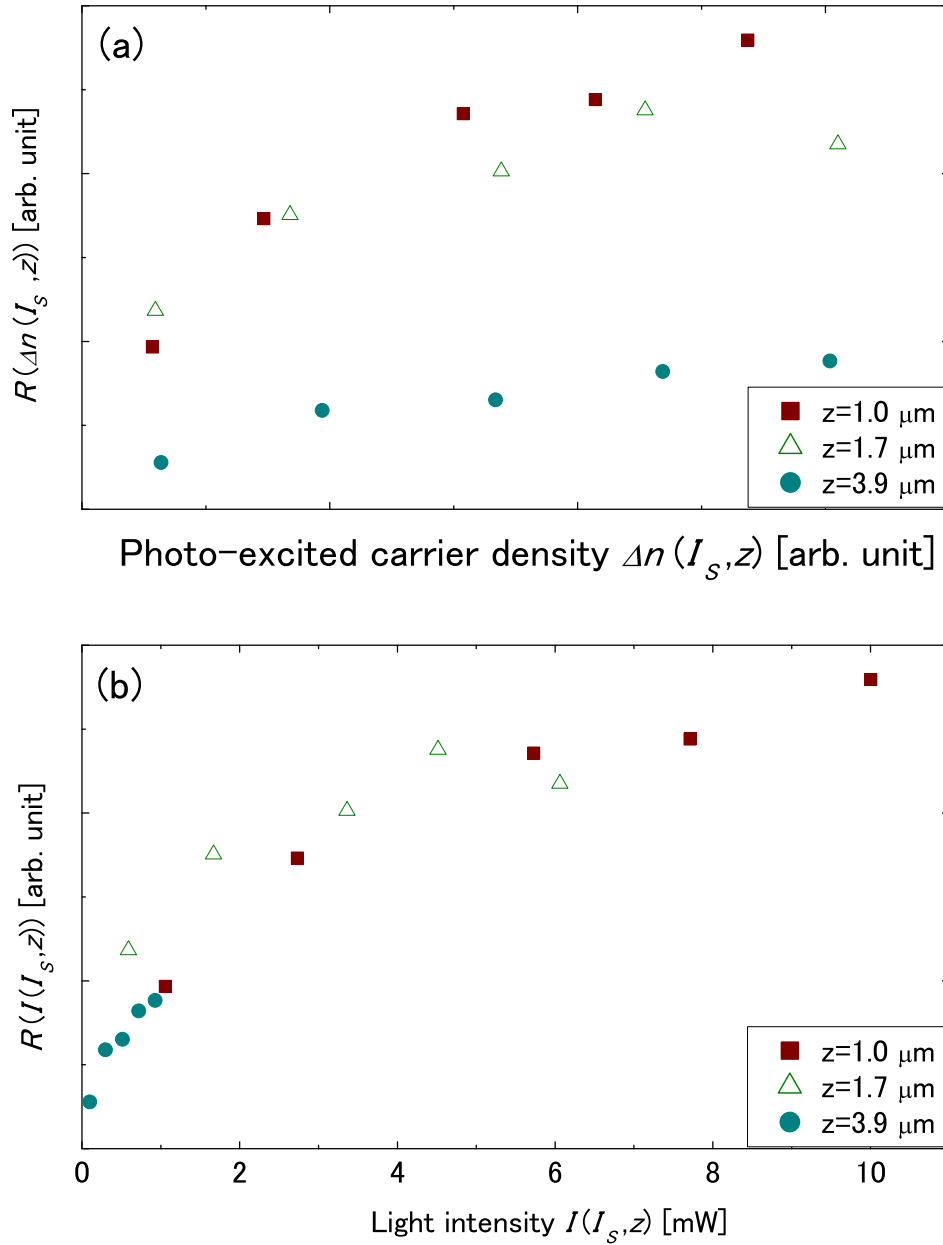 (a)
R(Δn(I_s,z)) [arb. unit]
z=1.0 μm
z=1.7 μm
z=3.9 μm
Photo-excited carrier density Δn(I_S,z) [arb. unit]
(b)
R(I(I_s,z)) [arb. unit]
z=1.0 μm
z=1.7 μm
z=3.9 μm
0 2 4 6 8 10
Light intensity I(I_s,z) [mW]